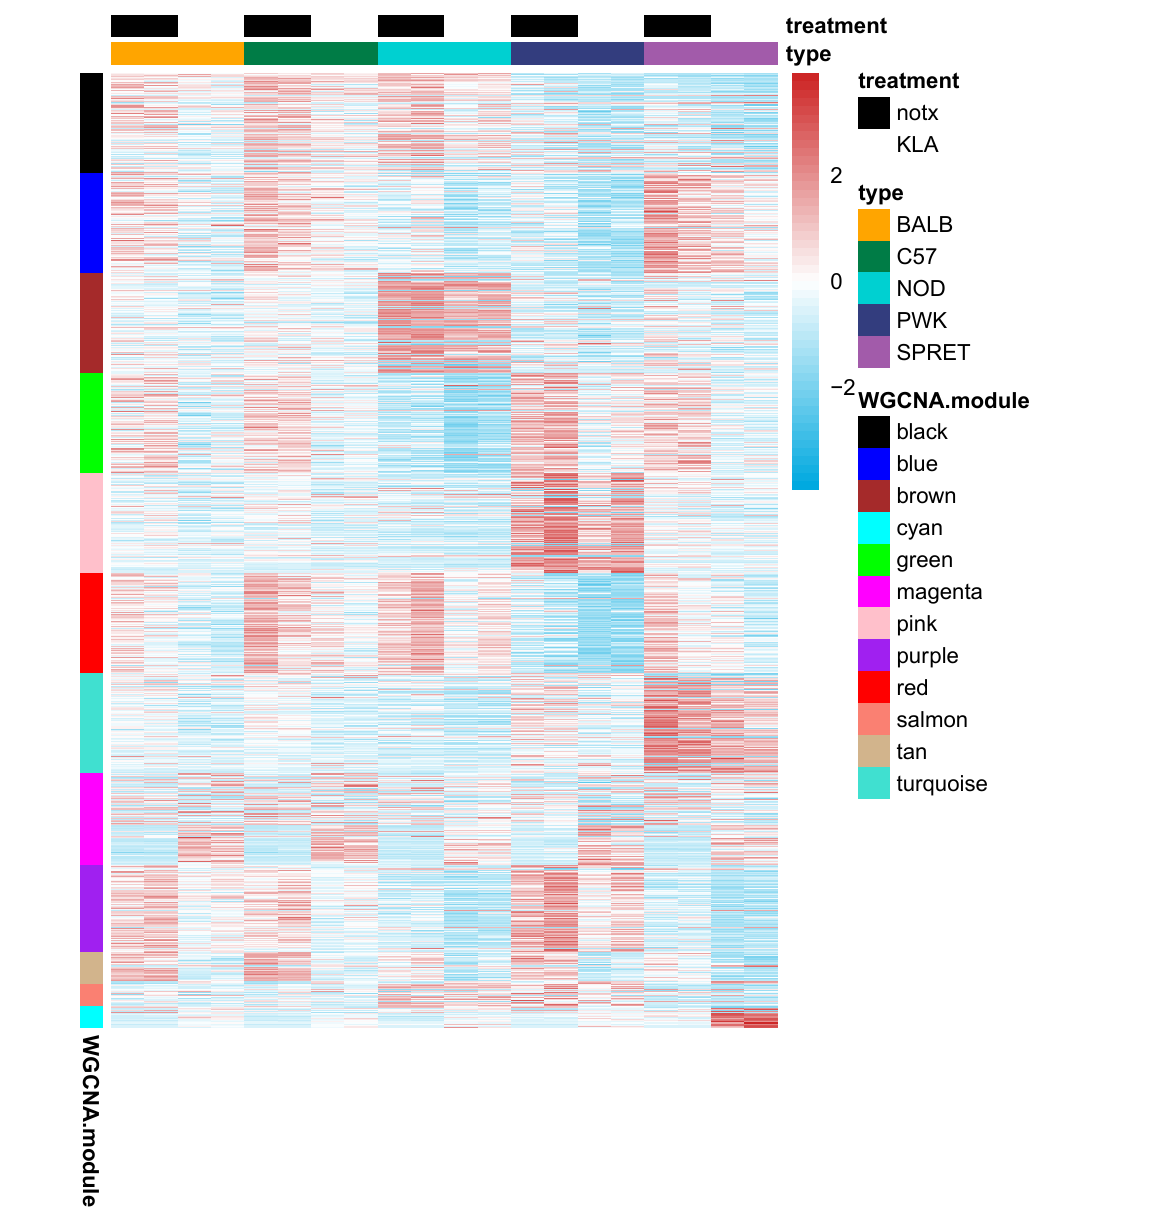 treatment
type
2
0
−2
treatment
notx
KLA
type
BALB
C57
NOD
PWK
SPRET
WGCNA.module
black
blue
brown
cyan
green
magenta
pink
purple
red
salmon
tan
turquoise
WGCNA.module